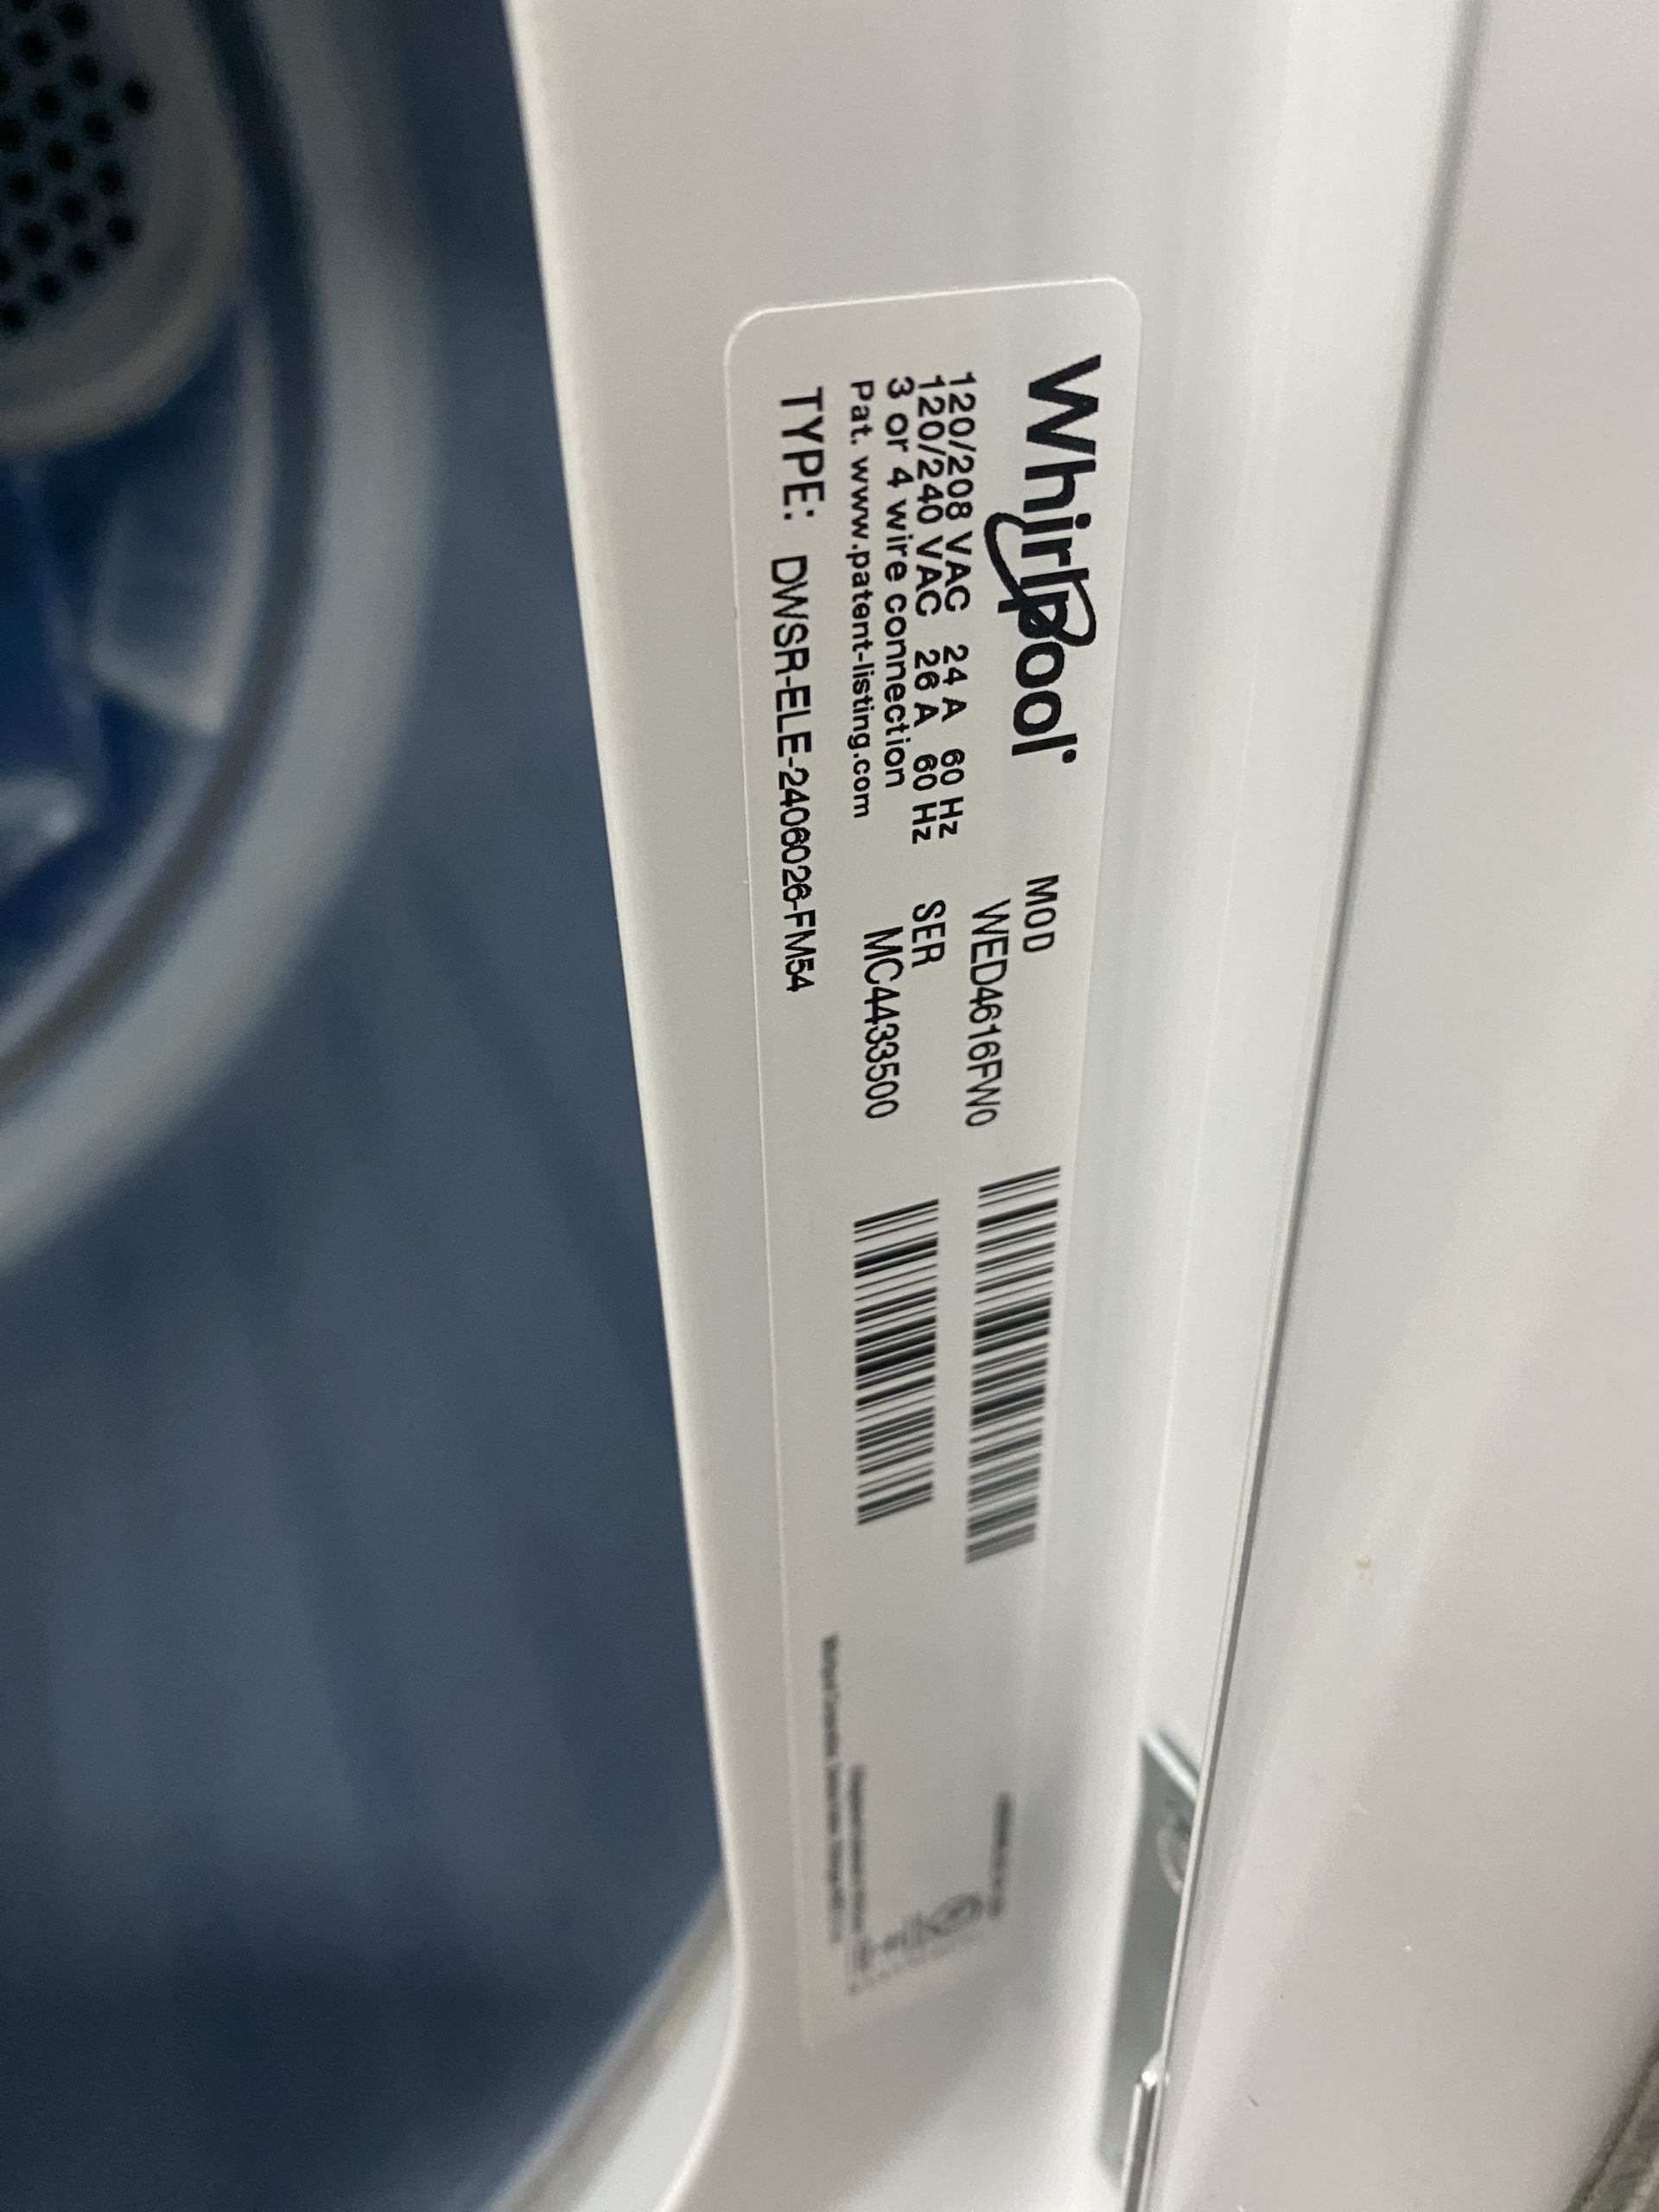 Whirlpool
120/208 VAC 24 A 60 Hz
120/240 VAC 26 A 60 Hz
3 or 4 wire connection
Pat. www.patent-listing.com
TYPE: DWSR-ELE-2406026-FM54
MOD
WED4616FW0
SER
MC4433500